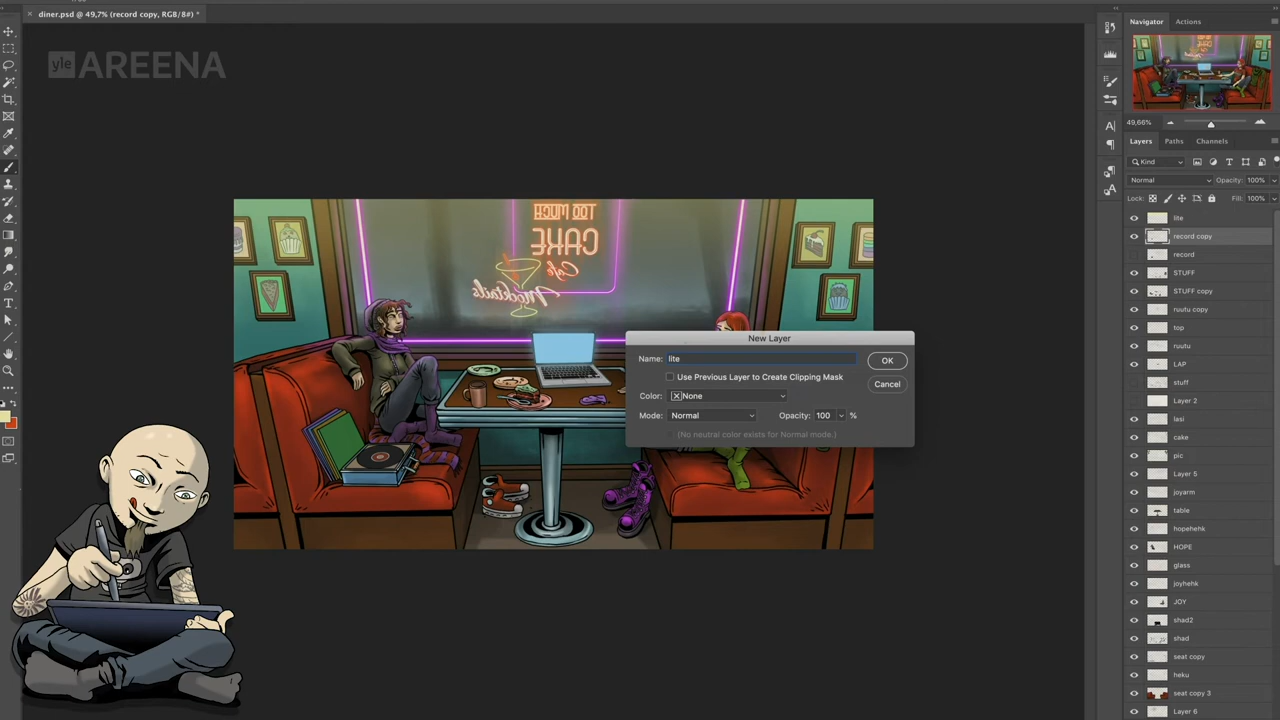 diner.psd @ 49,7% (record copy, RGB/8#) *
yle AREENA
Navigator Actions
49,66%
Layers Paths Channels
Kind
Normal Opacity: 100%
Lock: Fill: 100%
lite
record copy
record
STUFF
STUFF copy
ruutu copy
top
ruutu
LAP
stuff
Layer 2
lasi
cake
pic
Layer 5
joyarm
table
hopehehk
HOPE
glass
joyhehk
JOY
shad2
shad
seat copy
heku
seat copy 3
Layer 6
TOO MUCH
CAKE
Cafe
Mocktails
New Layer
Name: lite
OK
Use Previous Layer to Create Clipping Mask
Cancel
Color: None
Mode: Normal Opacity: 100 %
(No neutral color exists for Normal mode.)